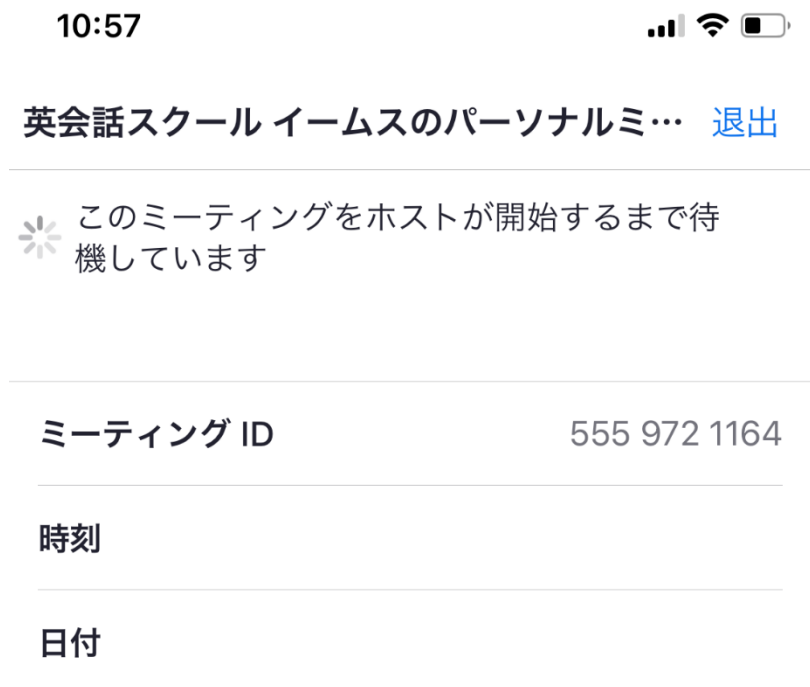 10:57
英会話スクール イームスのパーソナルミ… 退出
このミーティングをホストが開始するまで待
機しています
ミーティング ID 555 972 1164
時刻
日付